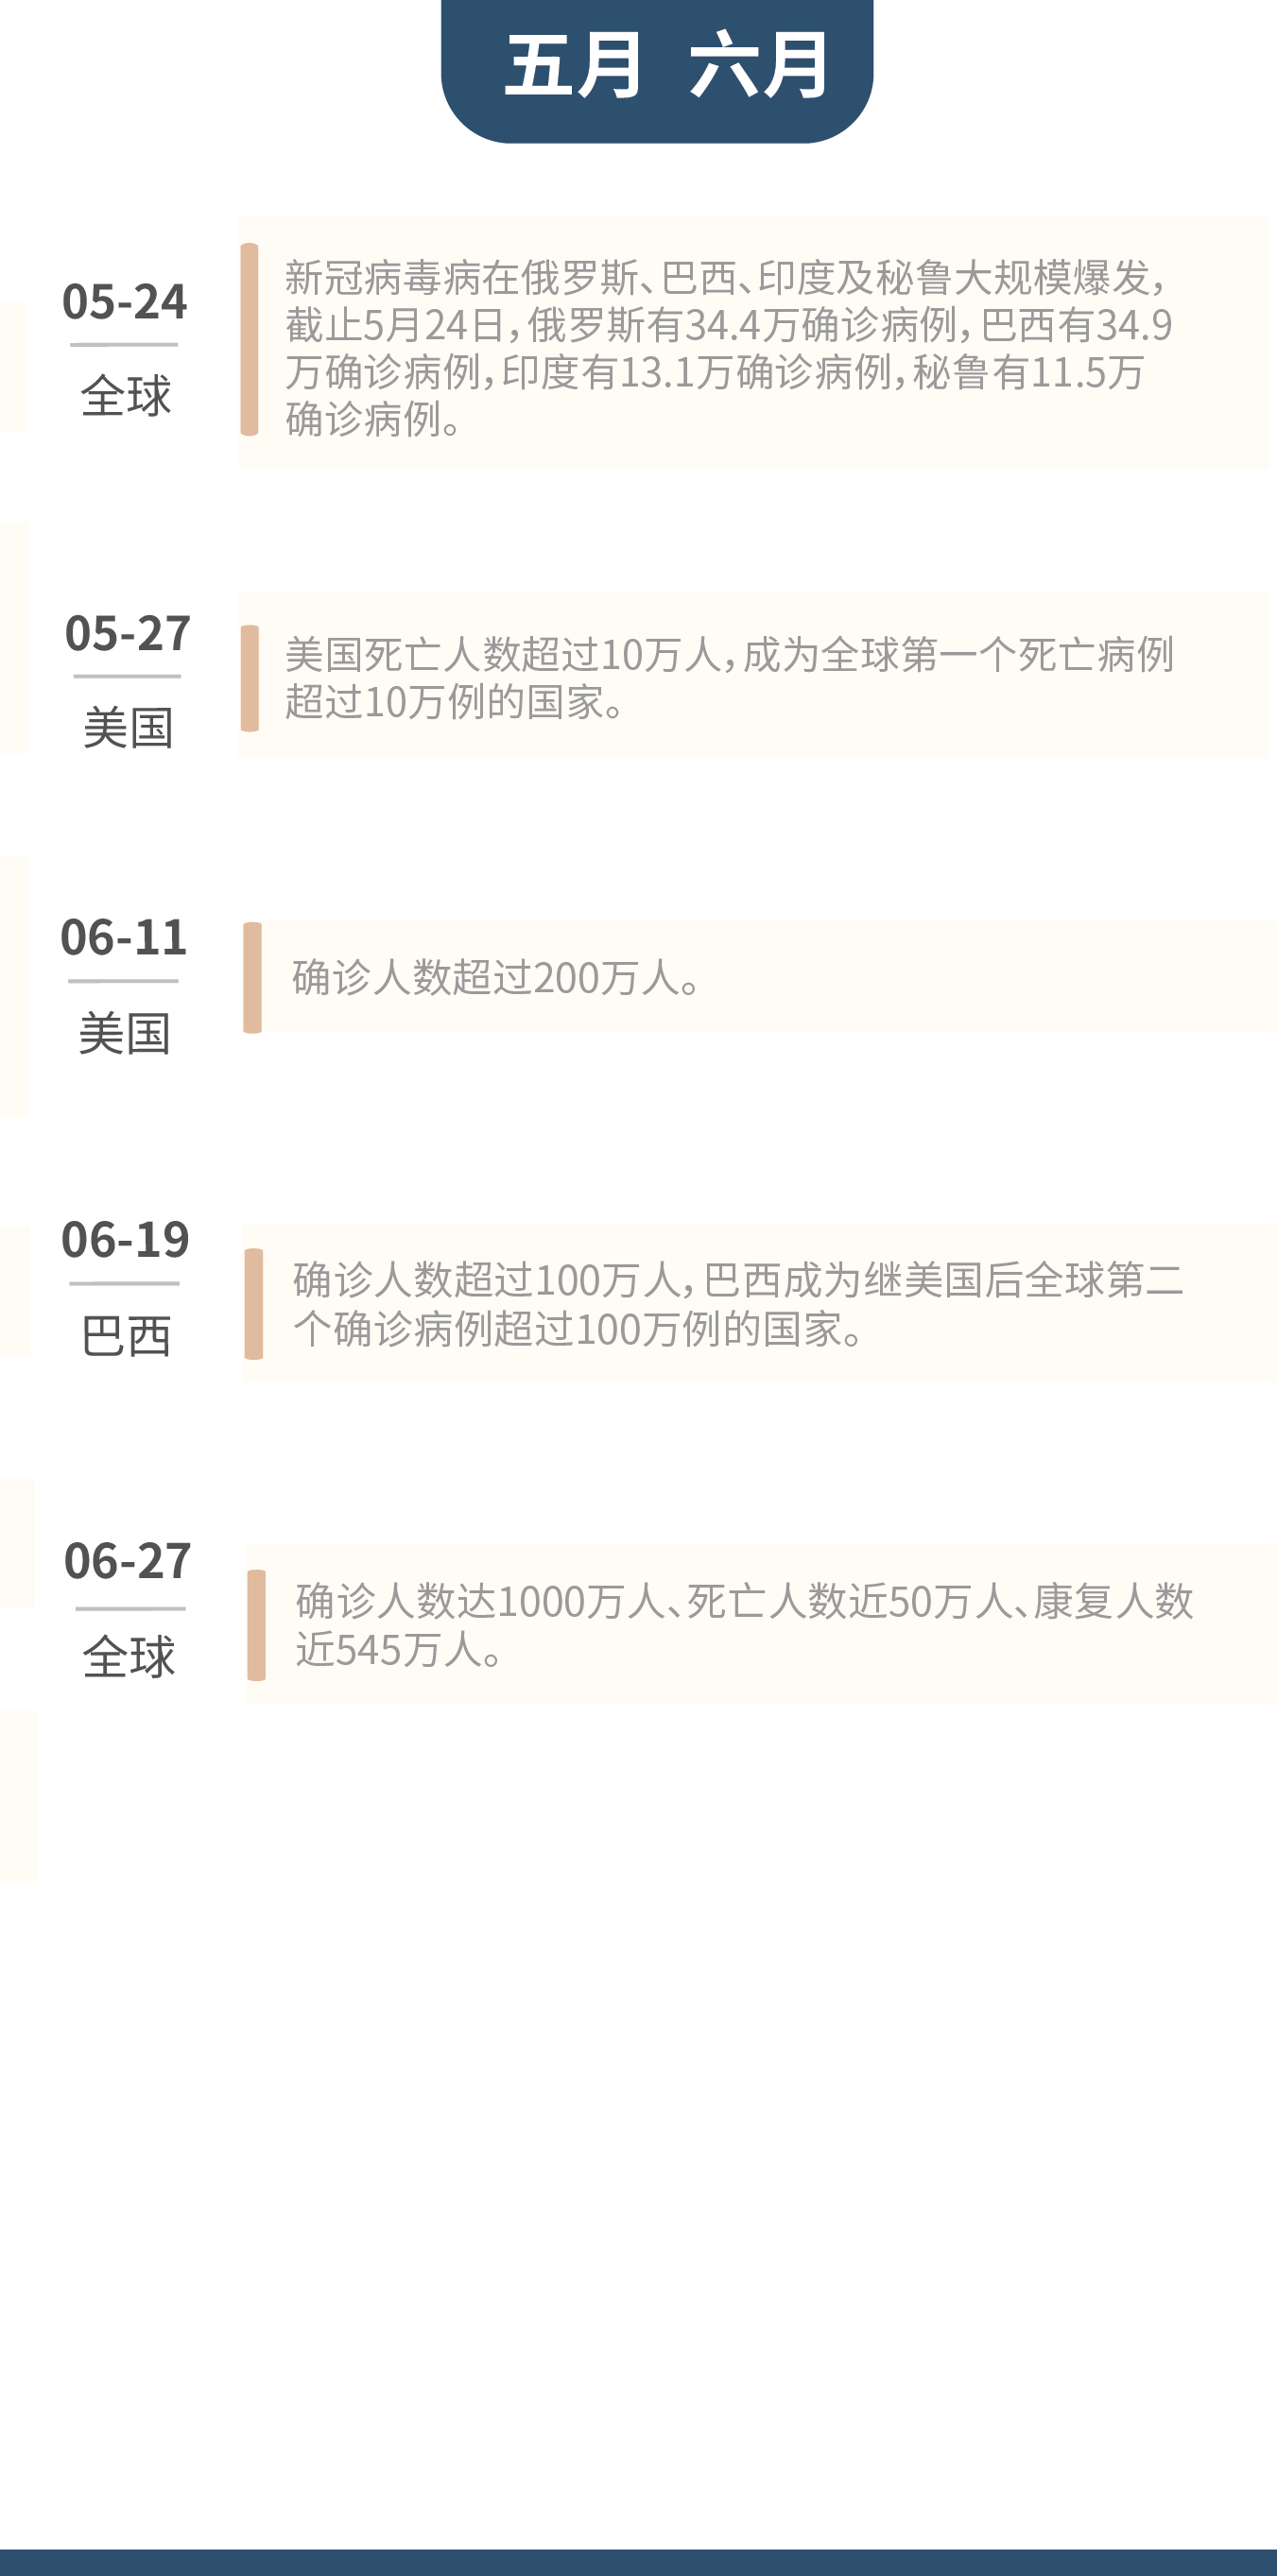 五月 六月
05-24
全球
新冠病毒病在俄罗斯、巴西、印度及秘鲁大规模爆发，
截止5月24日，俄罗斯有34.4万确诊病例，巴西有34.9
万确诊病例，印度有13.1万确诊病例，秘鲁有11.5万
确诊病例。
05-27
美国
美国死亡人数超过10万人，成为全球第一个死亡病例
超过10万例的国家。
06-11
美国
确诊人数超过200万人。
06-19
巴西
确诊人数超过100万人，巴西成为继美国后全球第二
个确诊病例超过100万例的国家。
06-27
全球
确诊人数达1000万人、死亡人数近50万人、康复人数
近545万人。